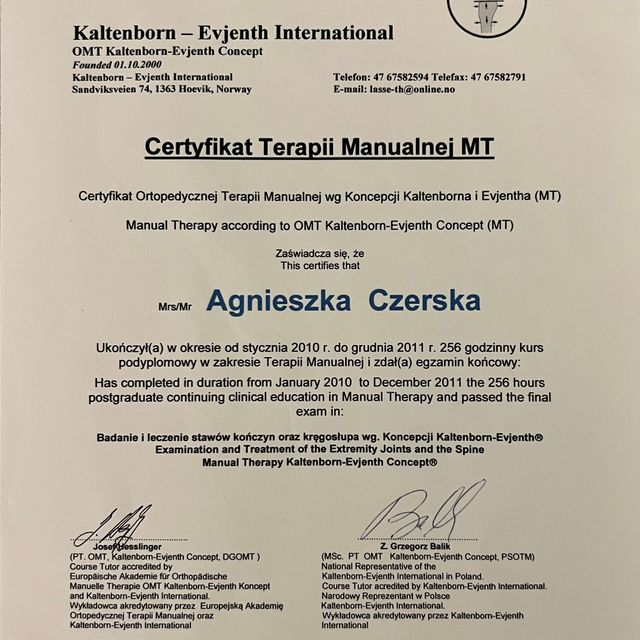 Kaltenborn – Evjenth International
OMT Kaltenborn-Evjenth Concept
Founded 01.10.2000
Kaltenborn – Evjenth International
Sandviksveien 74, 1363 Hoevik, Norway
Telefon: 47 67582594 Telefax: 47 67582791
E-mail: lasse-th@online.no
Certyfikat Terapii Manualnej MT
Certyfikat Ortopedycznej Terapii Manualnej wg Koncepcji Kaltenborna i Evjentha (MT)
Manual Therapy according to OMT Kaltenborn-Evjenth Concept (MT)
Zaświadcza się, że
This certifies that
Mrs/Mr Agnieszka Czerska
Ukończył(a) w okresie od stycznia 2010 r. do grudnia 2011 r. 256 godzinny kurs
podyplomowy w zakresie Terapii Manualnej i zdał(a) egzamin końcowy:
Has completed in duration from January 2010 to December 2011 the 256 hours
postgraduate continuing clinical education in Manual Therapy and passed the final
exam in:
Badanie i leczenie stawów kończyn oraz kręgosłupa wg. Koncepcji Kaltenborn-Evjenth®
Examination and Treatment of the Extremity Joints and the Spine
Manual Therapy Kaltenborn-Evjenth Concept®
Josef Hesslinger
(PT. OMT, Kaltenborn-Evjenth Concept, DGOMT )
Course Tutor accredited by
Europäische Akademie für Orthopädische
Manuelle Therapie OMT Kaltenborn-Evjenth Konzept
and Kaltenborn-Evjenth International.
Wykładowca akredytowany przez Europejską Akademię
Ortopedycznej Terapii Manualnej oraz
Kaltenborn-Evjenth International
Z. Grzegorz Balik
(MSc. PT OMT Kaltenborn-Evjenth Concept, PSOTM)
National Representative of the
Kaltenborn-Evjenth International in Poland.
Course Tutor acredited by Kaltenborn-Evjenth International.
Narodowy Reprezentant w Polsce
Kaltenborn-Evjenth International.
Wykładowca akredytowany przez Kaltenborn-Evjenth
International